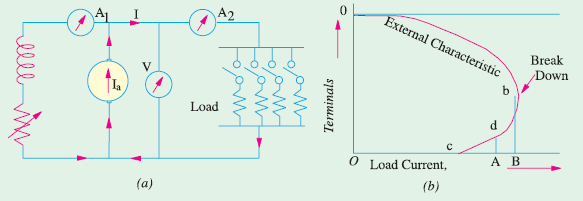 A1
I
A2
V
Ia
Load
(a)
0
External Characteristic
Break
Down
b
d
c
Terminals
O
Load Current,
A
B
(b)